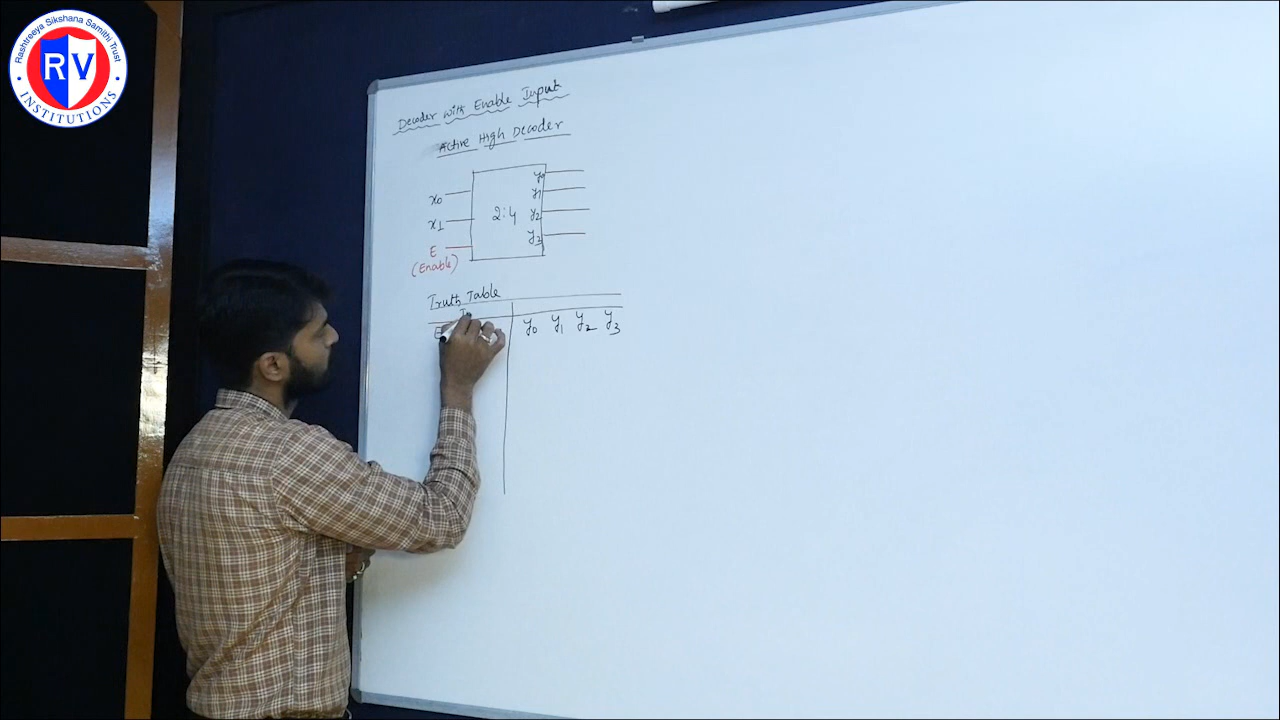 Rashtreeya Sikshana Samithi Trust
RV
INSTITUTIONS
Decoder with Enable Input
Active High Decoder
x0
x1
E
(Enable)
2:4
y0
y1
y2
y3
Truth Table
E
y0 y1 y2 y3